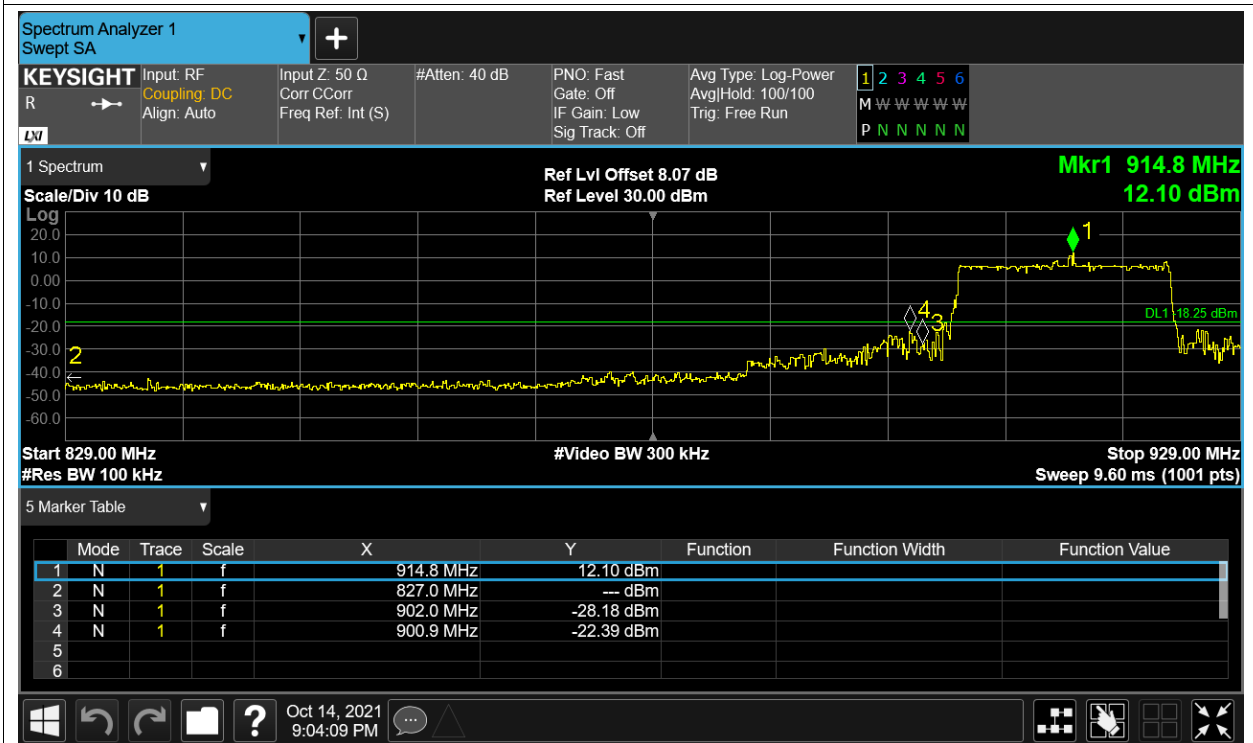 Spectrum Analyzer 1
Swept SA
KEYSIGHT Input: RF Input Z: 50 Ω #Atten: 40 dB PNO: Fast Avg Type: Log-Power 1 2 3 4 5 6
R Coupling: DC Corr CCorr Gate: Off Avg|Hold: 100/100 M W W W W W
Align: Auto Freq Ref: Int (S) IF Gain: Low Trig: Free Run
LXI Sig Track: Off P N N N N N
1 Spectrum Ref Lvl Offset 8.07 dB Mkr1 914.8 MHz
Scale/Div 10 dB Ref Level 30.00 dBm 12.10 dBm
Log
20.0 1
10.0
0.00
-10.0
4 DL1 -18.25 dBm
-20.0 3
-30.0 2
-40.0
-50.0
-60.0
Start 829.00 MHz #Video BW 300 kHz Stop 929.00 MHz
#Res BW 100 kHz Sweep 9.60 ms (1001 pts)
5 Marker Table
Mode Trace Scale X Y Function Function Width Function Value
1 N 1 f 914.8 MHz 12.10 dBm
2 N 1 f 827.0 MHz --- dBm
3 N 1 f 902.0 MHz -28.18 dBm
4 N 1 f 900.9 MHz -22.39 dBm
5
6
? Oct 14, 2021
9:04:09 PM